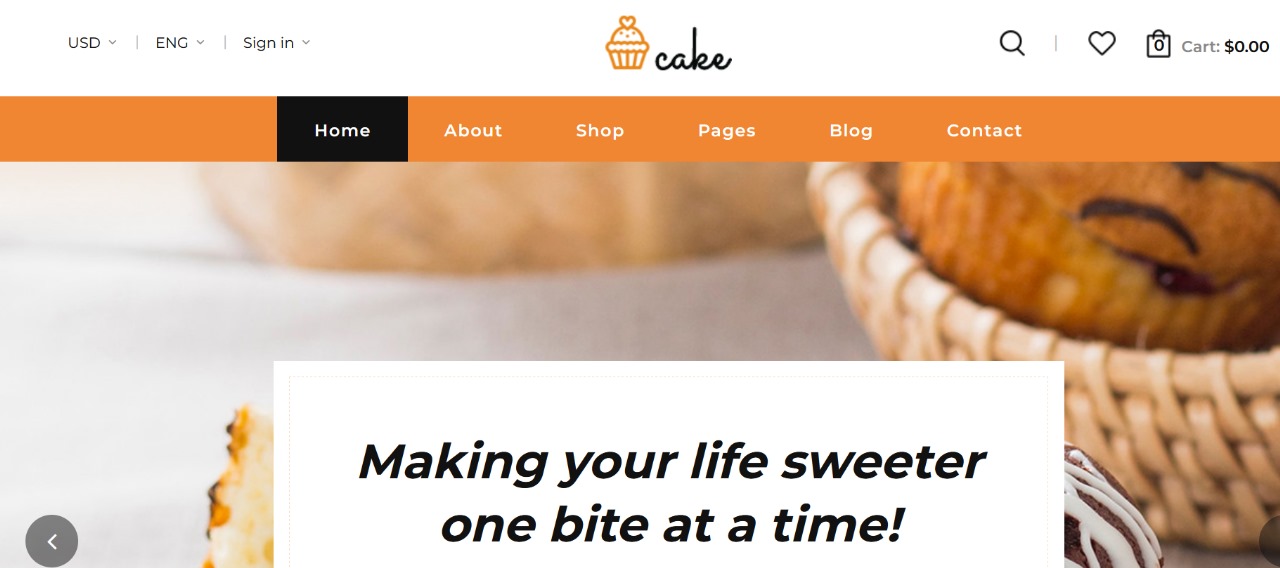 USD ENG Sign in cake 0 Cart: $0.00
Home About Shop Pages Blog Contact
Making your life sweeter
one bite at a time!